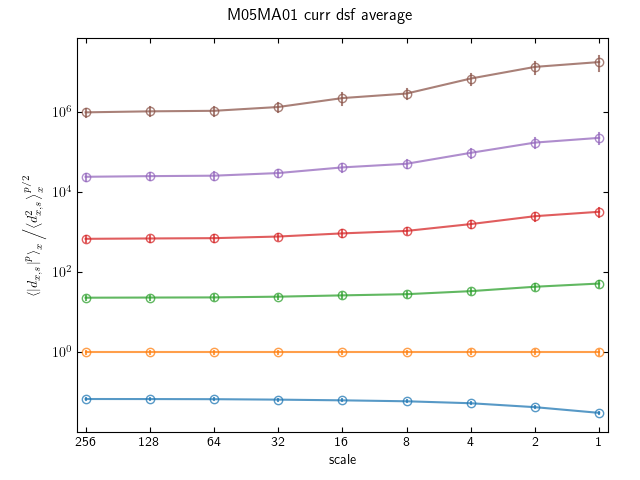 M05MA01 curr dsf average
⟨|d_{x,s}|^p⟩_x / ⟨d_{x,s}^2⟩_x^{p/2}
10^6
10^4
10^2
10^0
256 128 64 32 16 8 4 2 1
scale